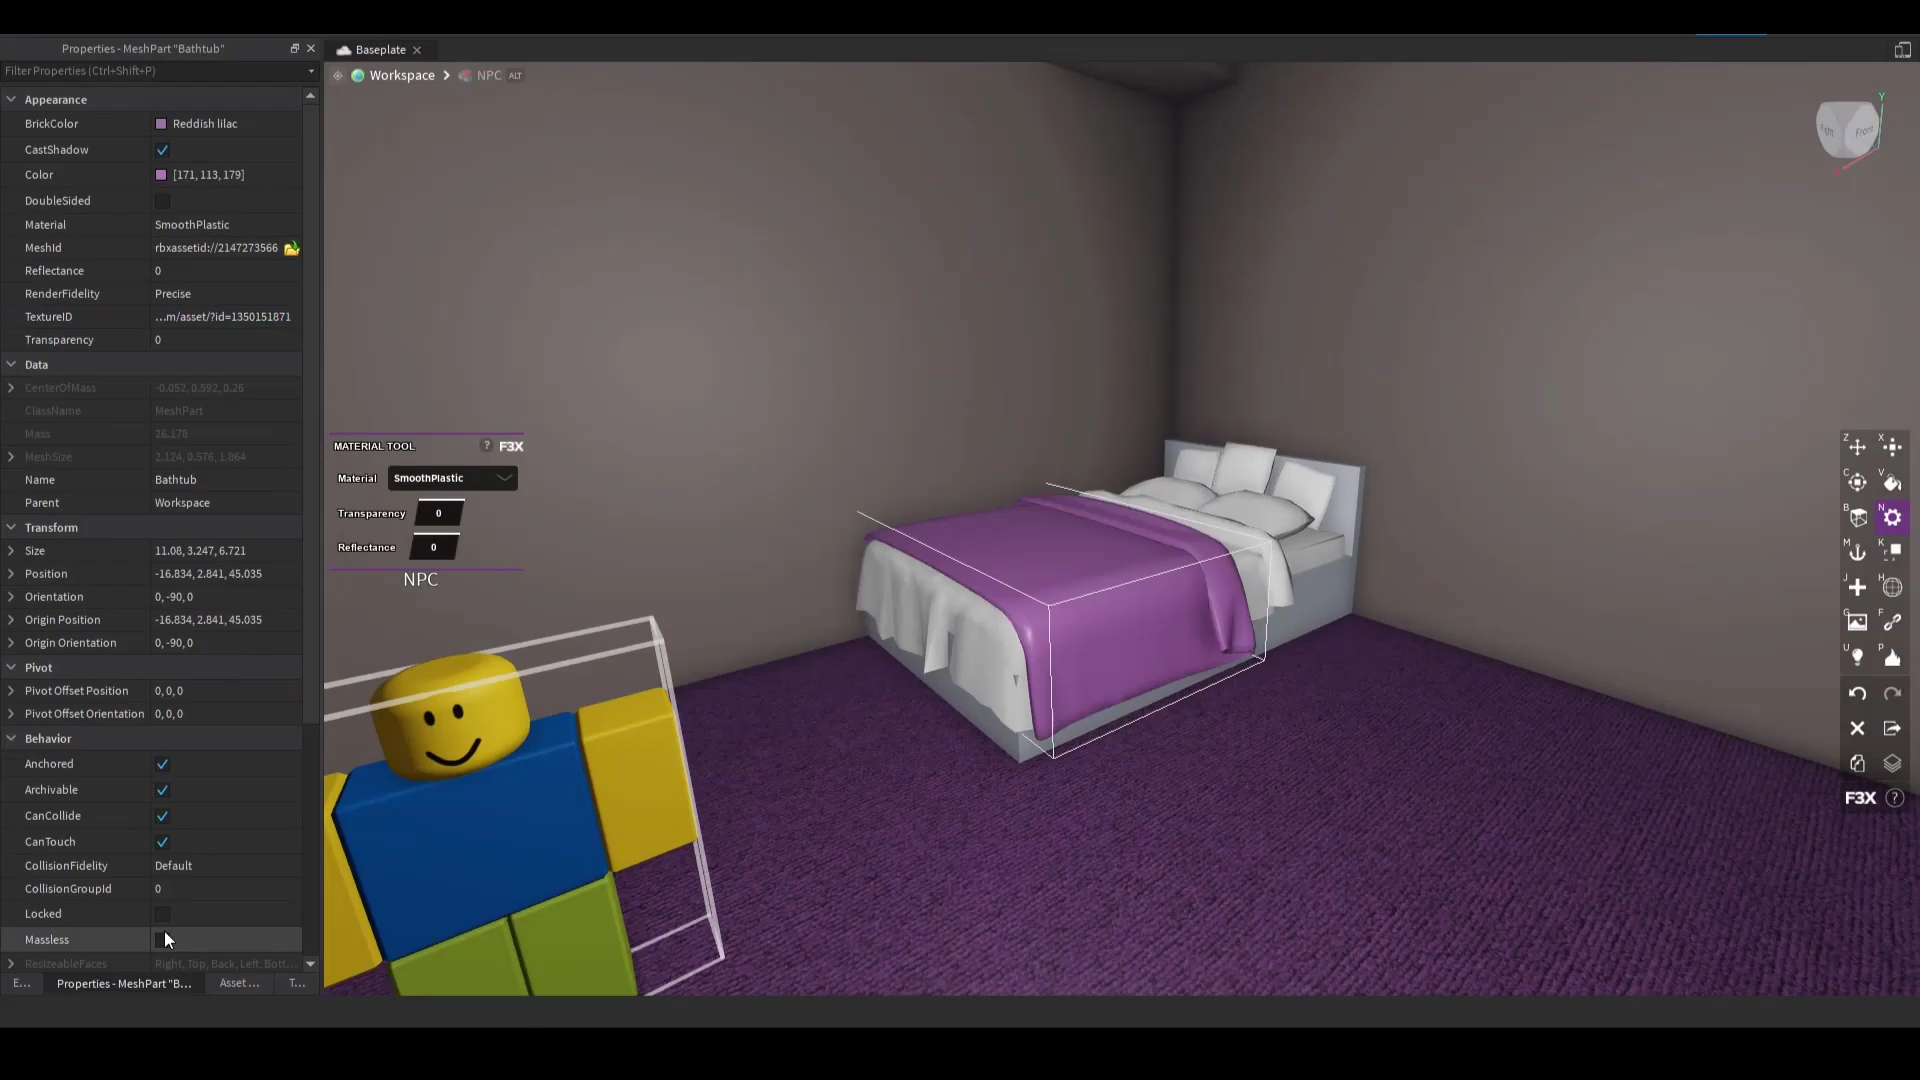 Properties - MeshPart "Bathtub"
Filter Properties (Ctrl+Shift+P)
Appearance
BrickColor Reddish lilac
CastShadow
Color [171, 113, 179]
DoubleSided
Material SmoothPlastic
MeshId rbxassetid://2147273566
Reflectance 0
RenderFidelity Precise
TextureID ...m/asset/?id=1350151871
Transparency 0
Data
CenterOfMass -0.052, 0.592, 0.26
ClassName MeshPart
Mass 26.178
MeshSize 2.124, 0.576, 1.864
Name Bathtub
Parent Workspace
Transform
Size 11.08, 3.247, 6.721
Position -16.834, 2.841, 45.035
Orientation 0, -90, 0
Origin Position -16.834, 2.841, 45.035
Origin Orientation 0, -90, 0
Pivot
Pivot Offset Position 0, 0, 0
Pivot Offset Orientation 0, 0, 0
Behavior
Anchored
Archivable
CanCollide
CanTouch
CollisionFidelity Default
CollisionGroupId 0
Locked
Massless
ResizeableFaces Right, Top, Back, Left, Bott...
E... Properties - MeshPart "B... Asset ... T...
Baseplate
Workspace NPC ALT
MATERIAL TOOL ? F3X
Material SmoothPlastic
Transparency 0
Reflectance 0
NPC
Y
Right Front
Z X
C V
B N
M K
J H
G F
U P
F3X ?